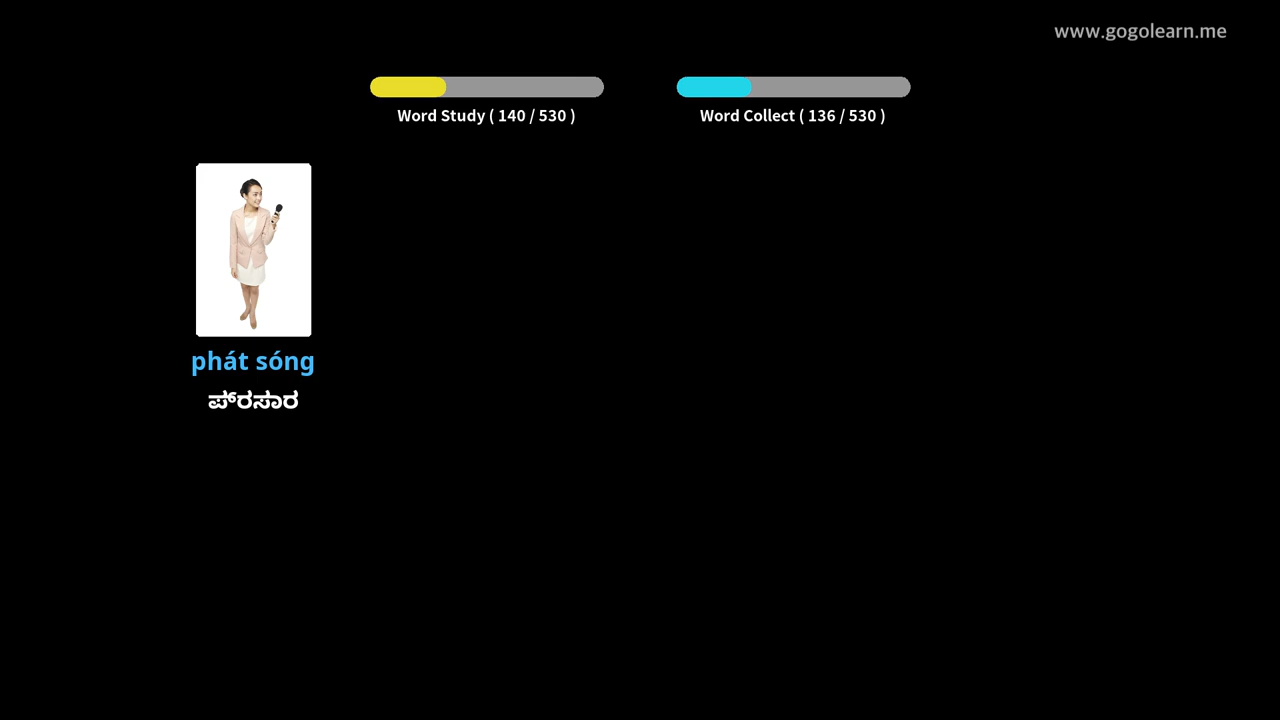 www.gogolearn.me
Word Study ( 140 / 530 )
Word Collect ( 136 / 530 )
phát sóng
ಪ್ರಸಾರ